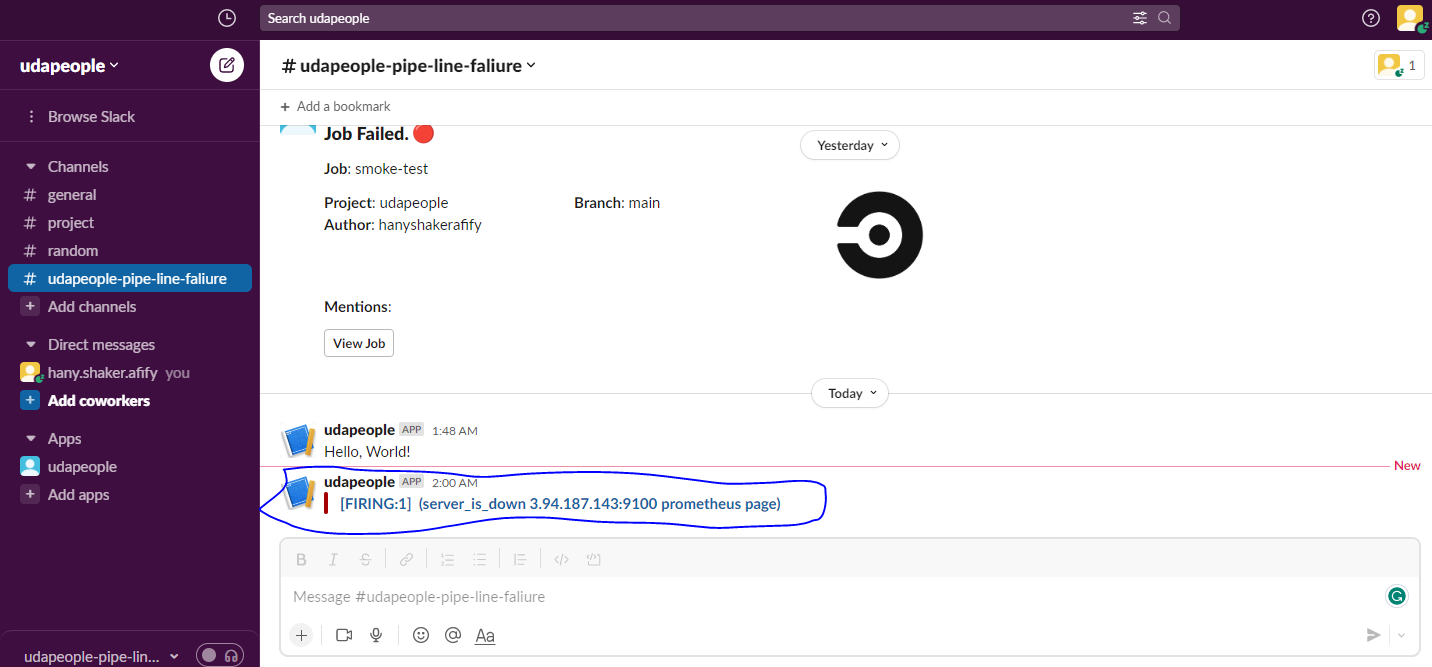 Search udapeople
udapeople
# udapeople-pipe-line-faliure
1
Browse Slack
+ Add a bookmark
Channels
# general
# project
# random
# udapeople-pipe-line-faliure
+ Add channels
Direct messages
hany.shaker.afify you
+ Add coworkers
Apps
udapeople
+ Add apps
udapeople-pipe-lin...
Job Failed.
Yesterday
Job: smoke-test
Project: udapeople Branch: main
Author: hanyshakerafify
Mentions:
View Job
Today
udapeople APP 1:48 AM
Hello, World!
New
udapeople APP 2:00 AM
[FIRING:1] (server_is_down 3.94.187.143:9100 prometheus page)
B I S
Message #udapeople-pipe-line-faliure
Aa